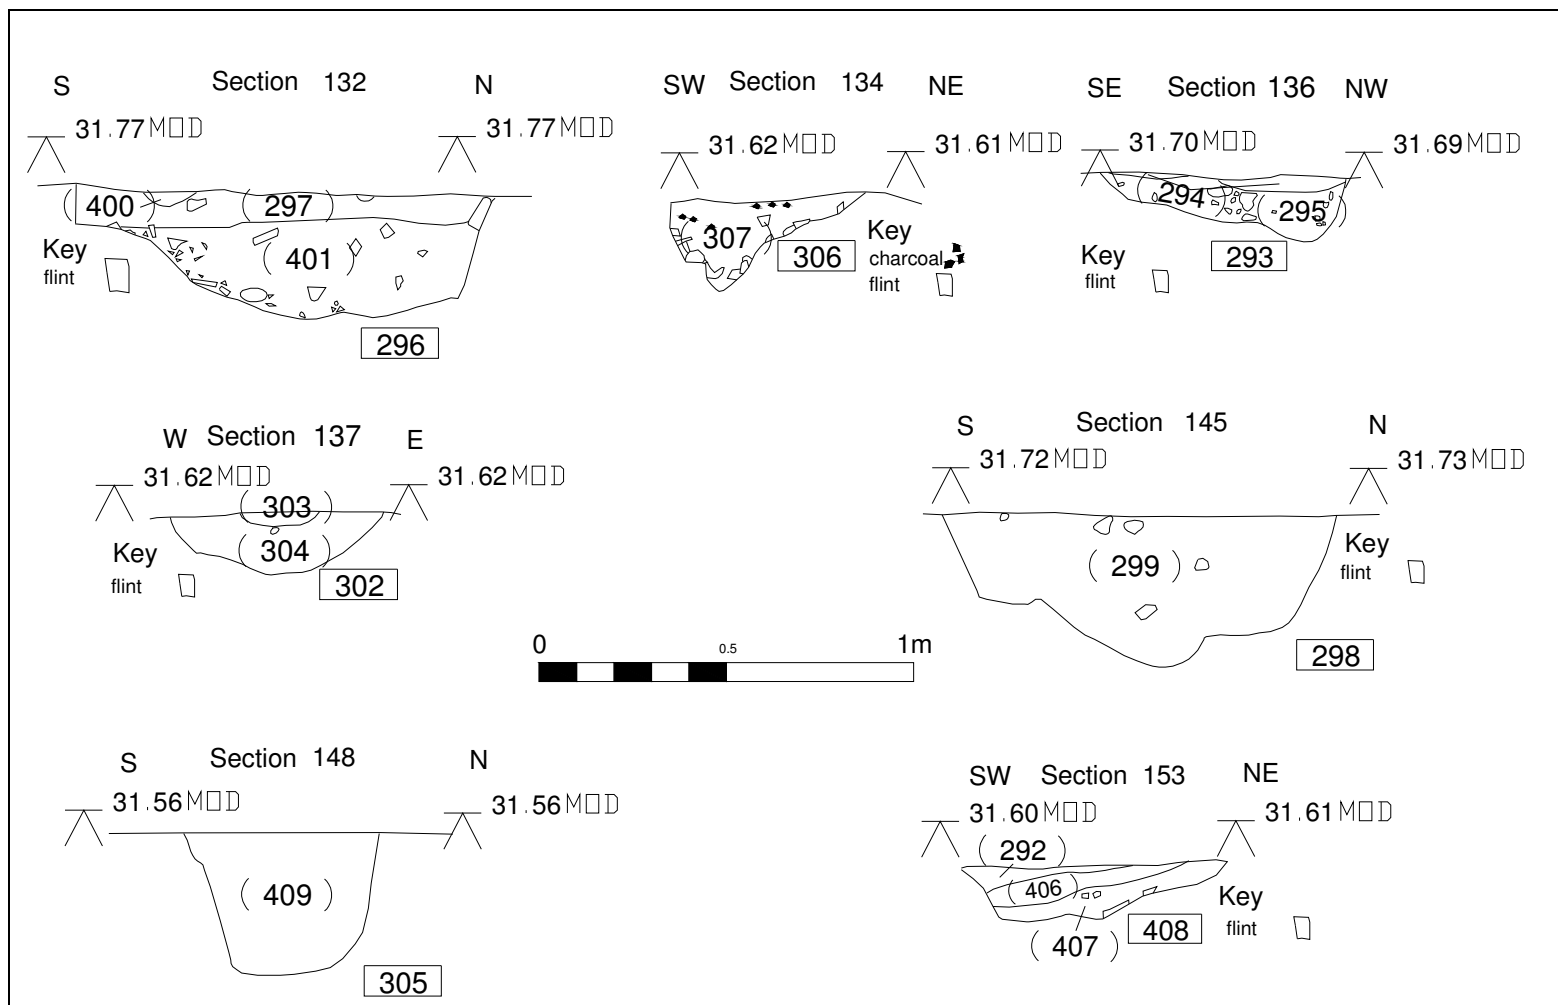 S Section 132 N
31.77 M□D 31.77 M□D
(400) (297)
(401)
Key
flint
296
SW Section 134 NE
31.62 M□D 31.61 M□D
307
306
Key
charcoal
flint
SE Section 136 NW
31.70 M□D 31.69 M□D
(294) (295)
293
Key
flint
W Section 137 E
31.62 M□D 31.62 M□D
(303)
(304)
Key
flint
302
S Section 145 N
31.72 M□D 31.73 M□D
(299)
Key
flint
298
0 0.5 1m
S Section 148 N
31.56 M□D 31.56 M□D
(409)
305
SW Section 153 NE
31.60 M□D 31.61 M□D
(292)
(406)
(407)
408
Key
flint